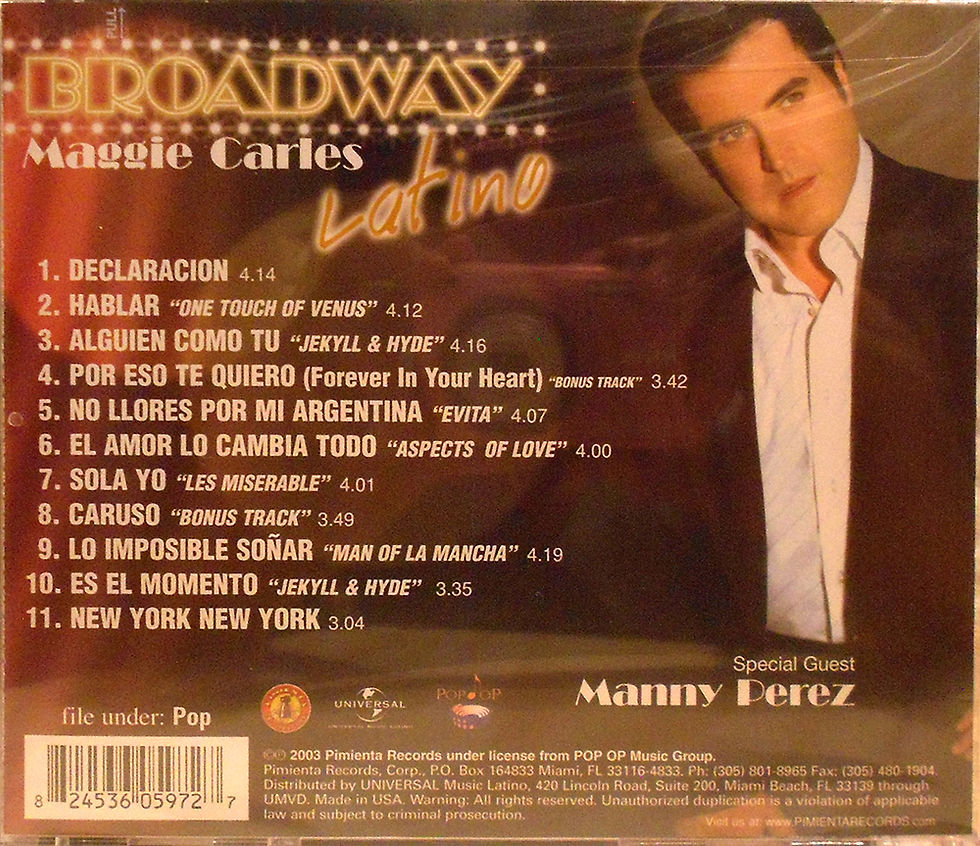 PULL
BROADWAY
Maggie Carles
Latino
1. DECLARACION 4.14
2. HABLAR "ONE TOUCH OF VENUS" 4.12
3. ALGUIEN COMO TU "JEKYLL & HYDE" 4.16
4. POR ESO TE QUIERO (Forever In Your Heart) "BONUS TRACK" 3.42
5. NO LLORES POR MI ARGENTINA "EVITA" 4.07
6. EL AMOR LO CAMBIA TODO "ASPECTS OF LOVE" 4.00
7. SOLA YO "LES MISERABLE" 4.01
8. CARUSO "BONUS TRACK" 3.49
9. LO IMPOSIBLE SOÑAR "MAN OF LA MANCHA" 4.19
10. ES EL MOMENTO "JEKYLL & HYDE" 3.35
11. NEW YORK NEW YORK 3.04
Special Guest
Manny Perez
file under: Pop
UNIVERSAL
POP OP
8 24536 05972 7
©℗ 2003 Pimienta Records under license from POP OP Music Group.
Pimienta Records, Corp., P.O. Box 164833 Miami, FL 33116-4833. Ph: (305) 801-8965 Fax: (305) 480-1904.
Distributed by UNIVERSAL Music Latino, 420 Lincoln Road, Suite 200, Miami Beach, FL 33139 through
UMVD. Made in USA. Warning: All rights reserved. Unauthorized duplication is a violation of applicable
law and subject to criminal prosecution.
Visit us at: www.PIMIENTARECORDS.com